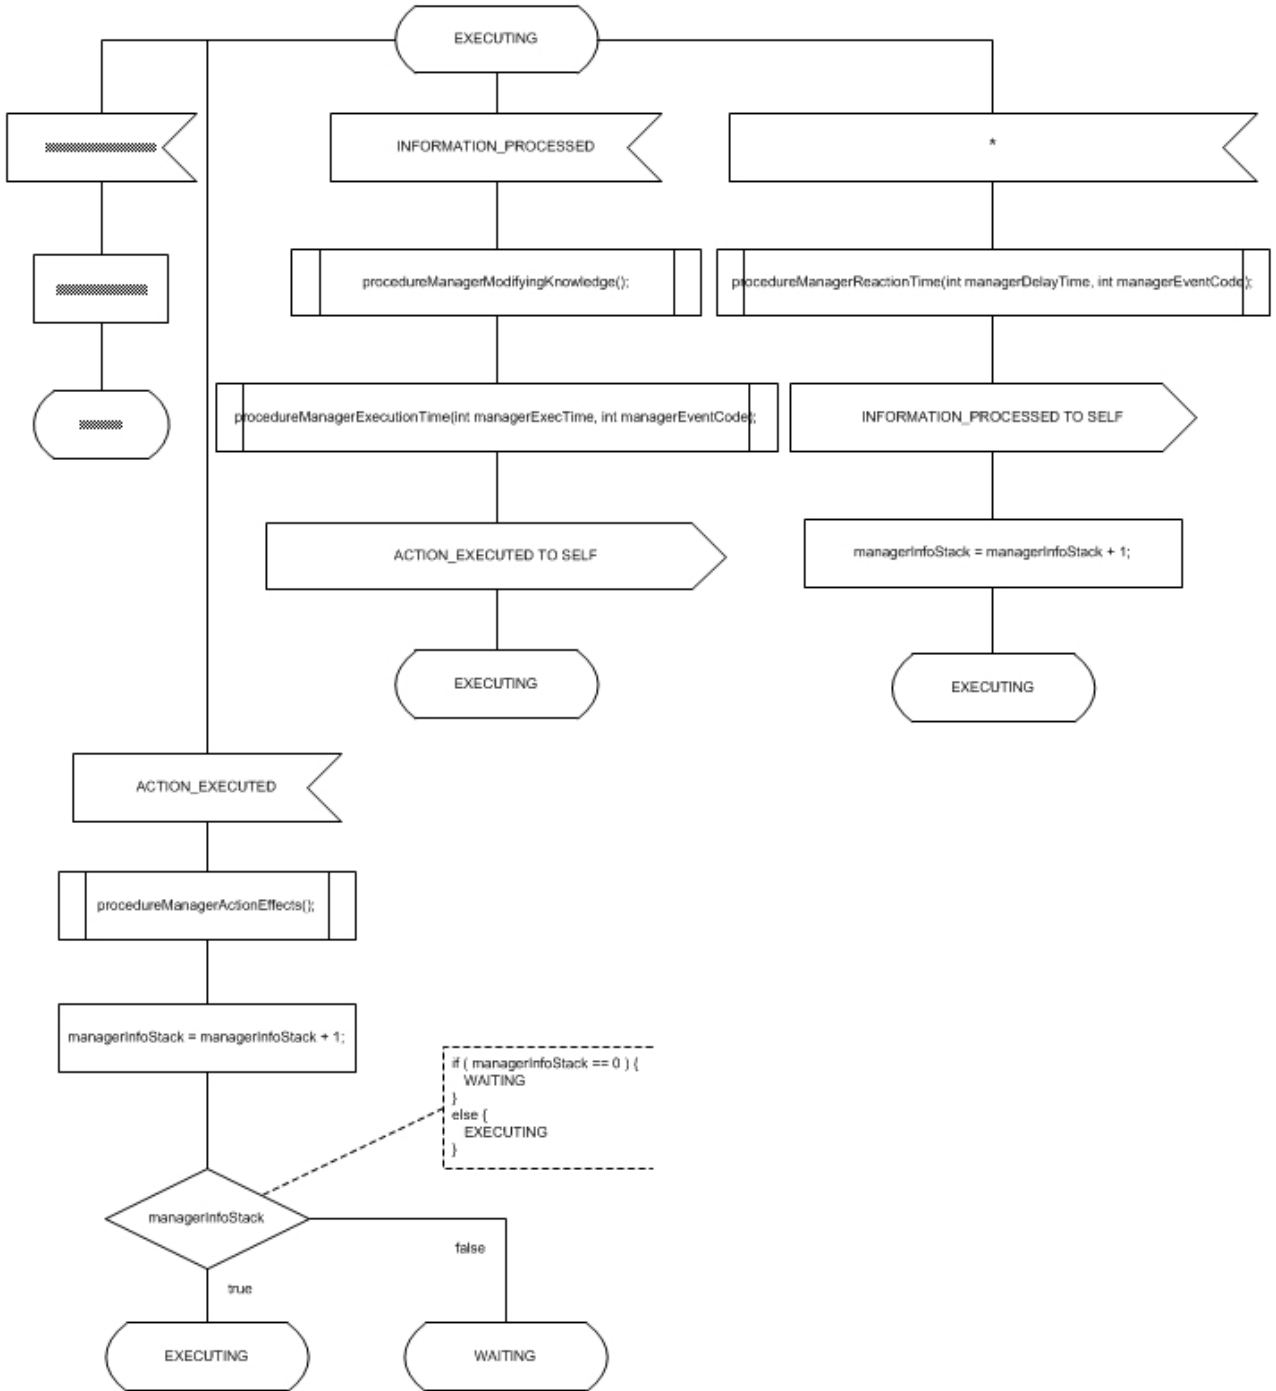 EXECUTING
INFORMATION_PROCESSED
*
procedureManagerModifyingKnowledge();
procedureManagerReactionTime(int managerDelayTime, int managerEventCode);
procedureManagerExecutionTime(int managerExecTime, int managerEventCode);
INFORMATION_PROCESSED TO SELF
ACTION_EXECUTED TO SELF
managerInfoStack = managerInfoStack + 1;
EXECUTING
EXECUTING
ACTION_EXECUTED
procedureManagerActionEffects();
managerInfoStack = managerInfoStack + 1;
if ( managerInfoStack == 0 ) {
WAITING
}
else {
EXECUTING
}
managerInfoStack
false
true
EXECUTING
WAITING